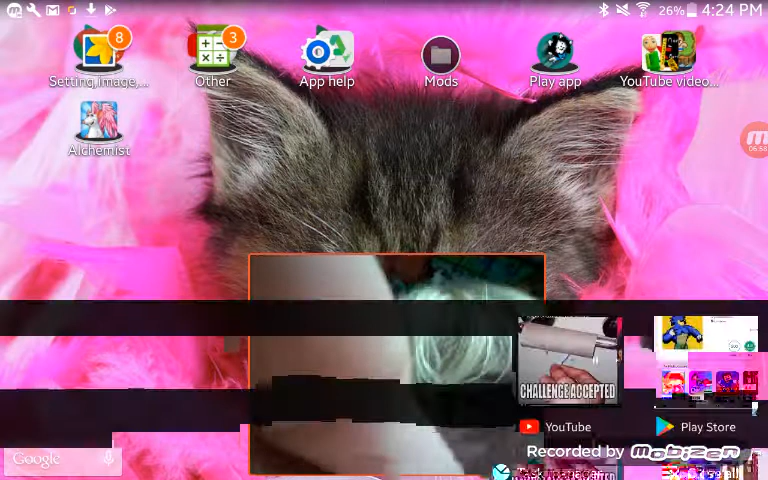 26% 4:24 PM
8
3
Setting,Image,...
Other
App help
Mods
Play app
YouTube video...
06:58
Alchemist
CHALLENGE ACCEPTED
YouTube
Play Store
Recorded by mobizen
Google